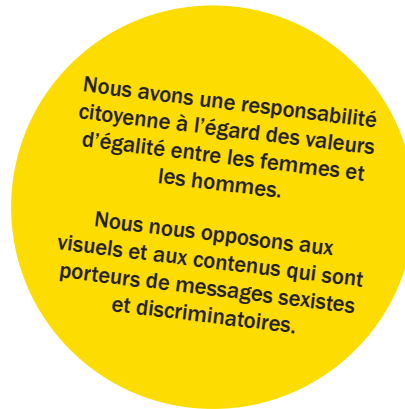 Nous avons une responsabilité
citoyenne à l’égard des valeurs
d’égalité entre les femmes et
les hommes.
Nous nous opposons aux
visuels et aux contenus qui sont
porteurs de messages sexistes
et discriminatoires.